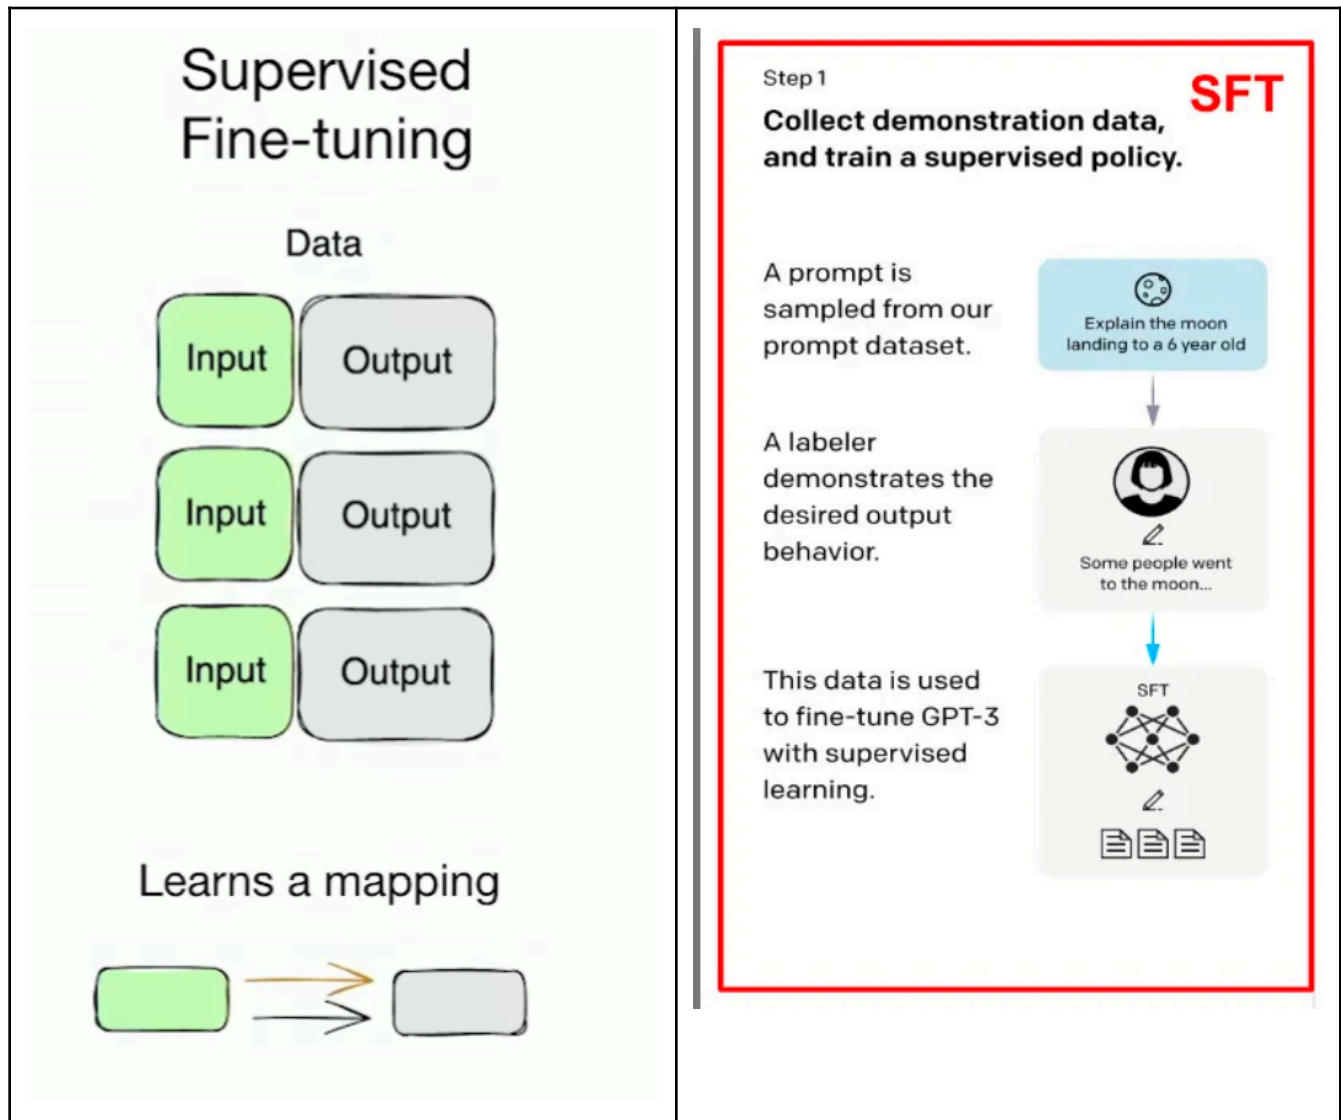 Supervised
Fine-tuning
Data
Input Output
Input Output
Input Output
Learns a mapping
Step 1
SFT
Collect demonstration data,
and train a supervised policy.
A prompt is
sampled from our
prompt dataset.
Explain the moon
landing to a 6 year old
A labeler
demonstrates the
desired output
behavior.
Some people went
to the moon...
This data is used
to fine-tune GPT-3
with supervised
learning.
SFT